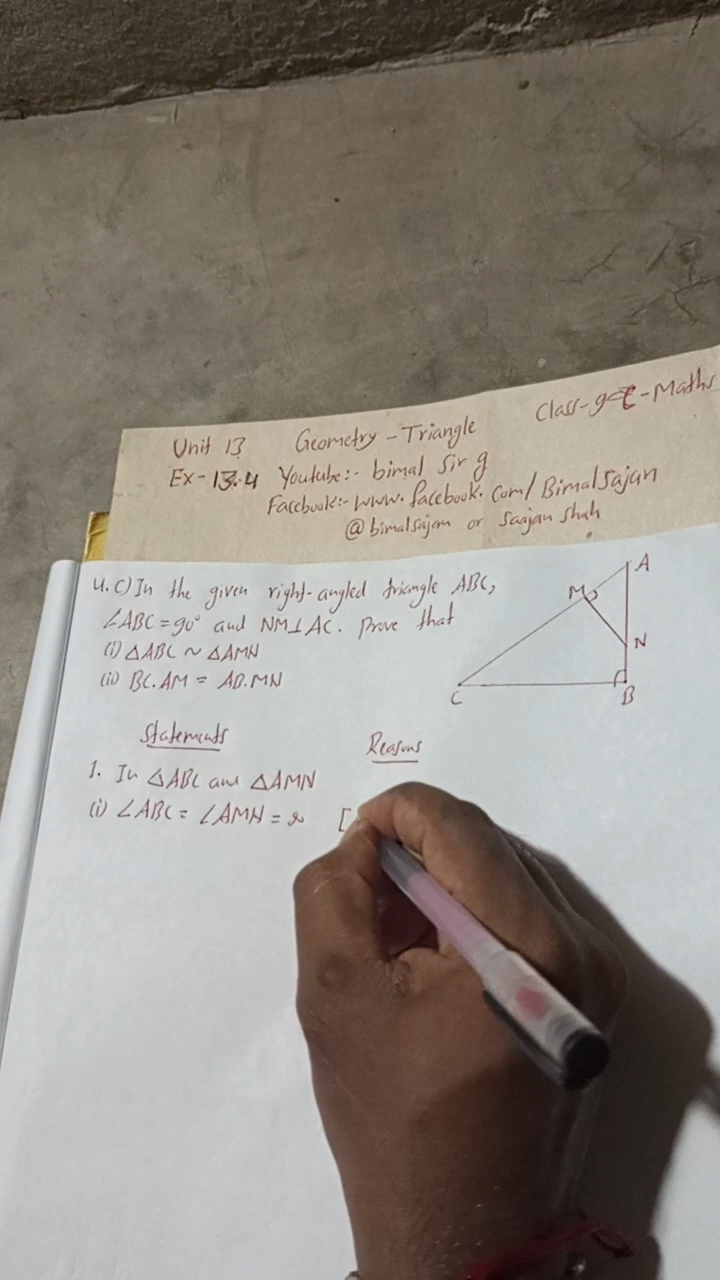 Unit 13 Geometry - Triangle Class-9 - Maths
Ex- 13.4 Youtube:- bimal Sir g
Facebook:- www.facebook.com/Bimalsajan
@bimalsajan or Saajan shah
4. c) In the given right-angled triangle ABC,
∠ABC = 90° and NM⊥AC. Prove that
(i) △ABC ~ △AMN
(ii) BC.AM = AB.MN
A
M
N
C
B
Statements Reasons
1. In △ABC and △AMN
(i) ∠ABC = ∠AMN = [